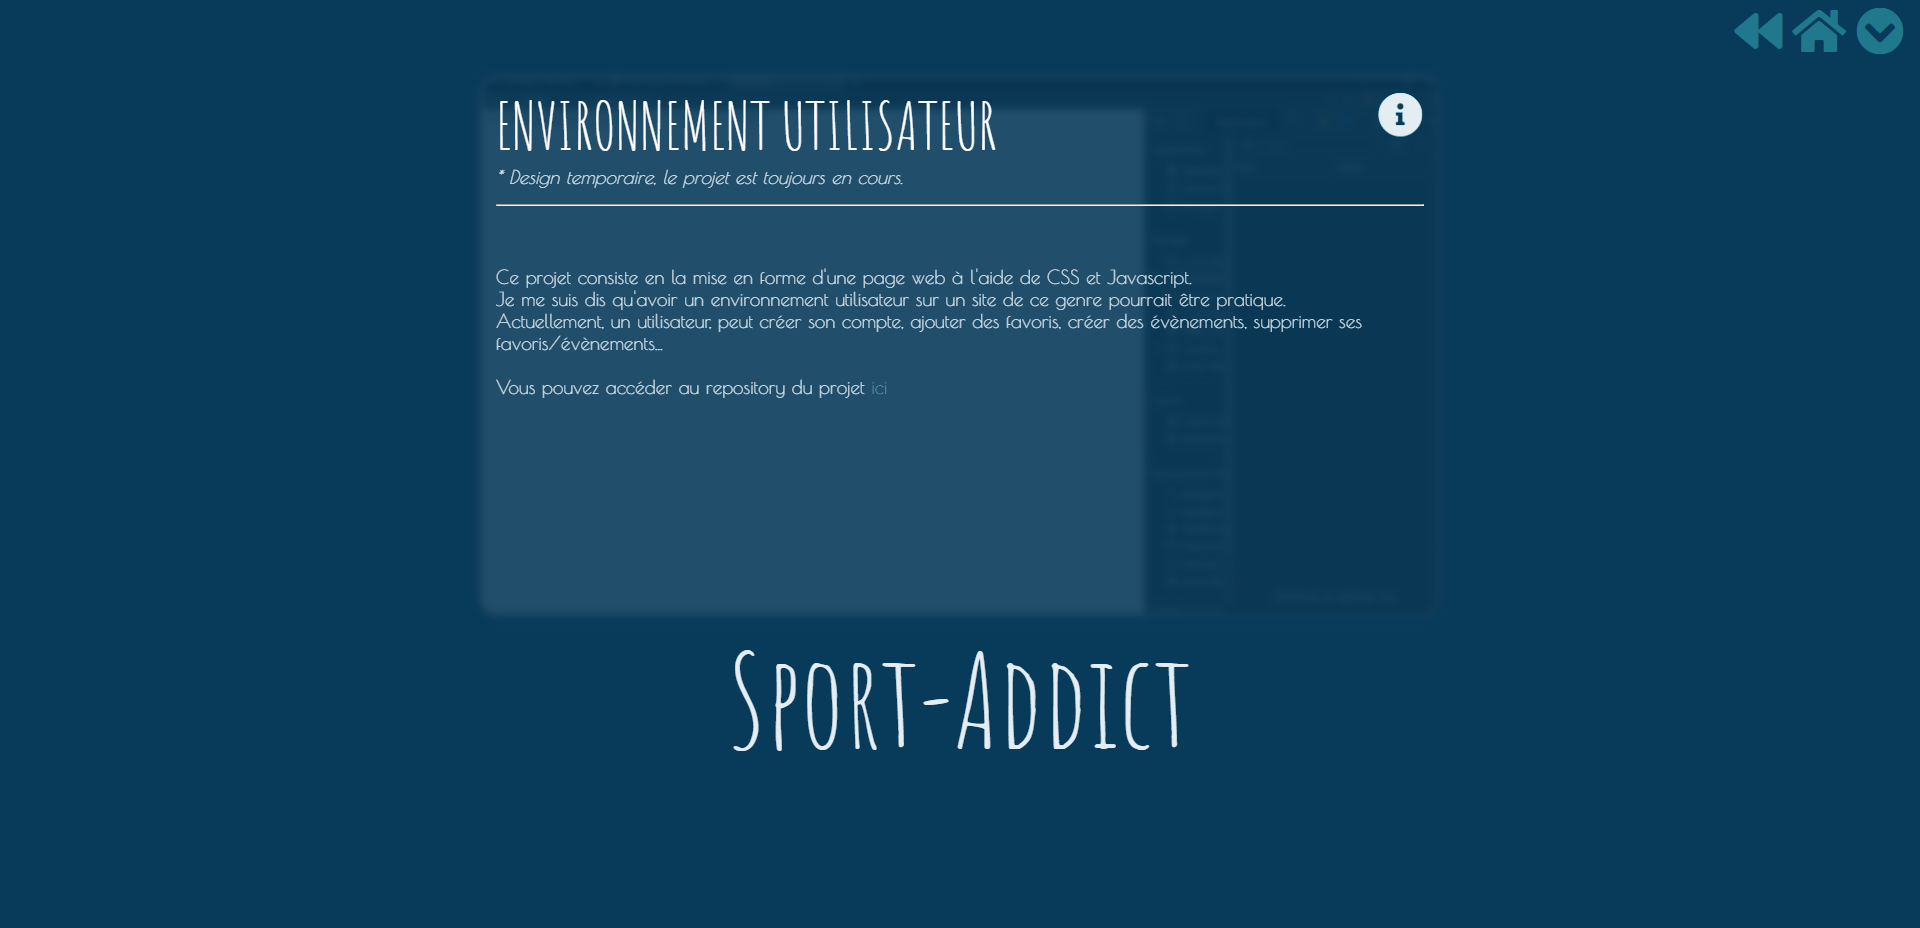 ENVIRONNEMENT UTILISATEUR
* Design temporaire, le projet est toujours en cours.
Ce projet consiste en la mise en forme d'une page web à l'aide de CSS et Javascript.
Je me suis dis qu'avoir un environnement utilisateur sur un site de ce genre pourrait être pratique.
Actuellement, un utilisateur, peut créer son compte, ajouter des favoris, créer des évènements, supprimer ses
favoris/évènements...
Vous pouvez accéder au repository du projet ici
SPORT-ADDICT